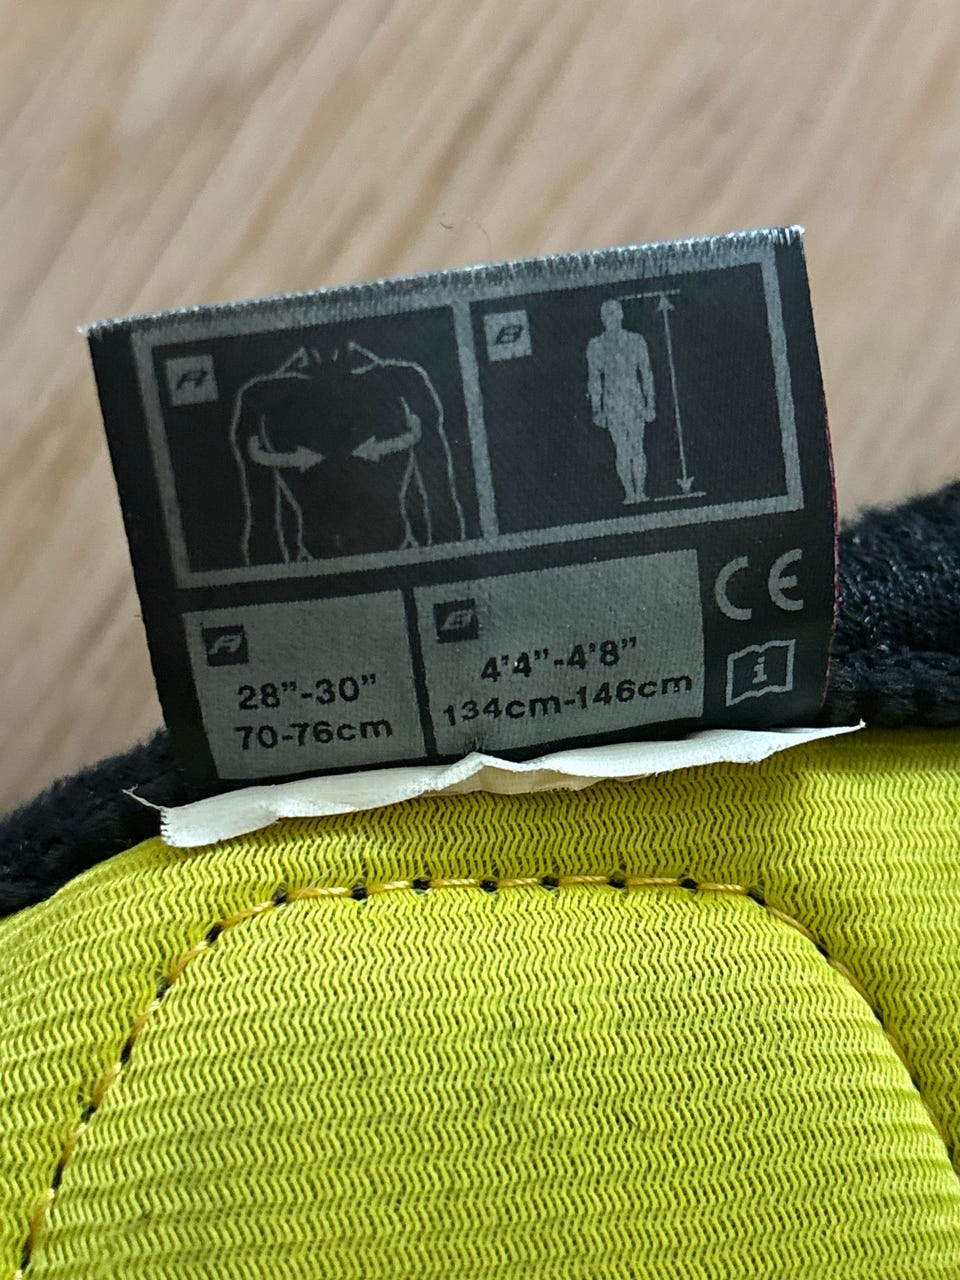 A
B
A
28”-30”
70-76cm
B
4'4”-4'8”
134cm-146cm
CE
i